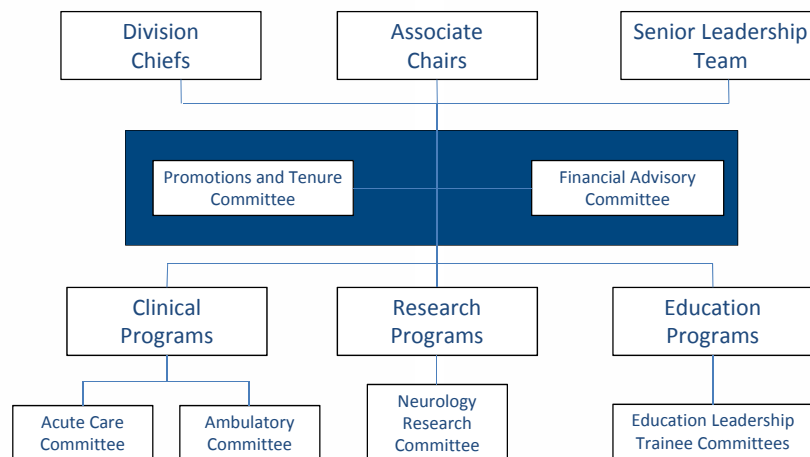 Division
Chiefs
Associate
Chairs
Senior Leadership
Team
Promotions and Tenure
Committee
Financial Advisory
Committee
Clinical
Programs
Research
Programs
Education
Programs
Acute Care
Committee
Ambulatory
Committee
Neurology
Research
Committee
Education Leadership
Trainee Committees